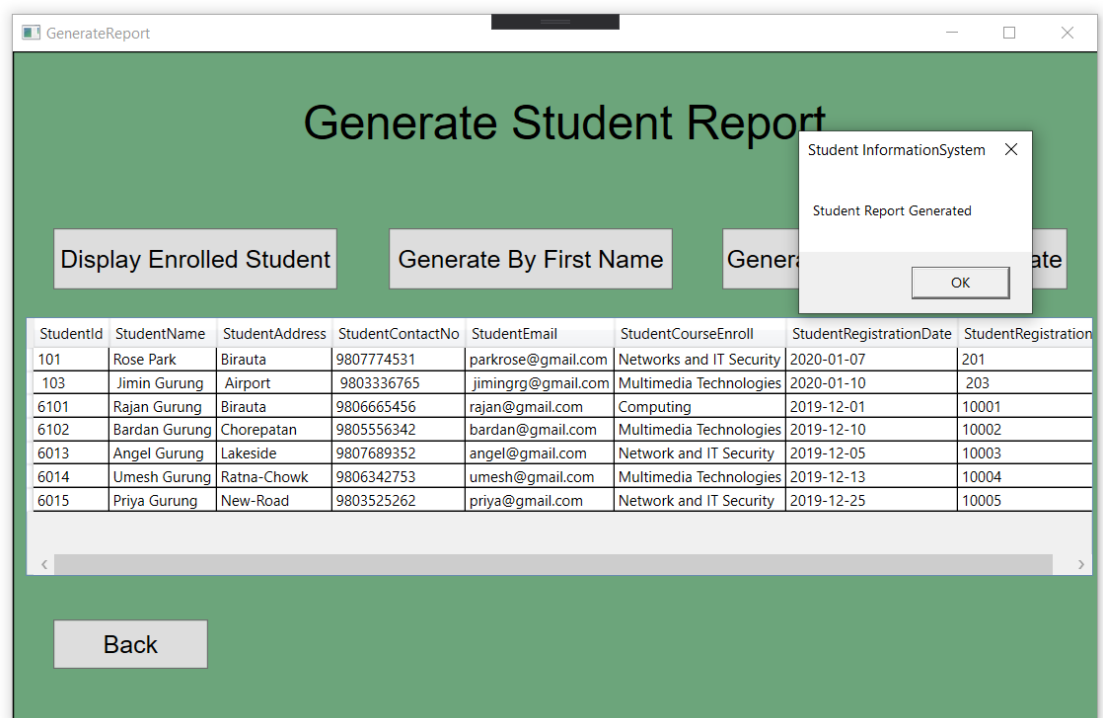 GenerateReport
Generate Student Report
Student InformationSystem
Student Report Generated
OK
Display Enrolled Student
Generate By First Name
StudentId StudentName StudentAddress StudentContactNo StudentEmail StudentCourseEnroll StudentRegistrationDate StudentRegistration
101 Rose Park Birauta 9807774531 parkrose@gmail.com Networks and IT Security 2020-01-07 201
103 Jimin Gurung Airport 9803336765 jimingrg@gmail.com Multimedia Technologies 2020-01-10 203
6101 Rajan Gurung Birauta 9806665456 rajan@gmail.com Computing 2019-12-01 10001
6102 Bardan Gurung Chorepatan 9805556342 bardan@gmail.com Multimedia Technologies 2019-12-10 10002
6013 Angel Gurung Lakeside 9807689352 angel@gmail.com Network and IT Security 2019-12-05 10003
6014 Umesh Gurung Ratna-Chowk 9806342753 umesh@gmail.com Multimedia Technologies 2019-12-13 10004
6015 Priya Gurung New-Road 9803525262 priya@gmail.com Network and IT Security 2019-12-25 10005
Back